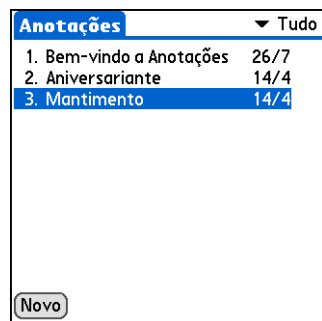 Anotações Tudo
1. Bem-vindo a Anotações 26/7
2. Aniversariante 14/4
3. Mantimento 14/4
Novo